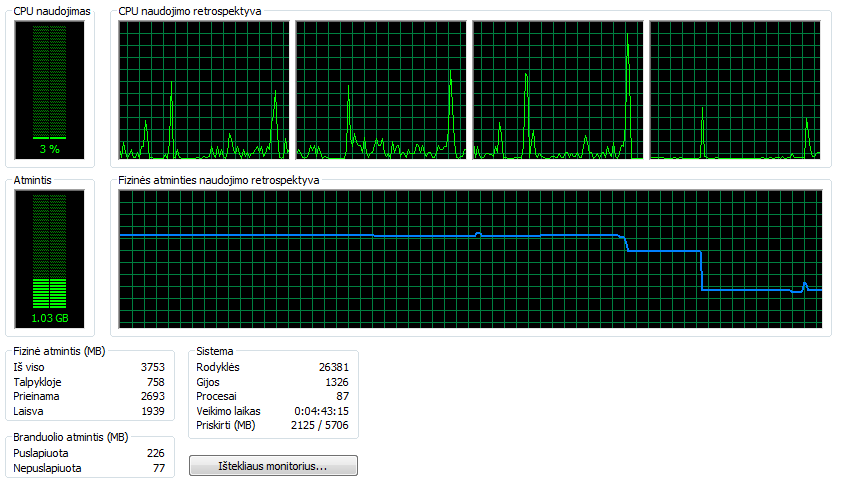 CPU naudojimas
CPU naudojimo retrospektyva
3 %
Atmintis
Fizinės atminties naudojimo retrospektyva
1.03 GB
Fizinė atmintis (MB)
Iš viso 3753
Talpykloje 758
Prieinama 2693
Laisva 1939
Sistema
Rodyklės 26381
Gijos 1326
Procesai 87
Veikimo laikas 0:04:43:15
Priskirti (MB) 2125 / 5706
Branduolio atmintis (MB)
Puslapiuota 226
Nepuslapiuota 77
Ištekliaus monitorius...